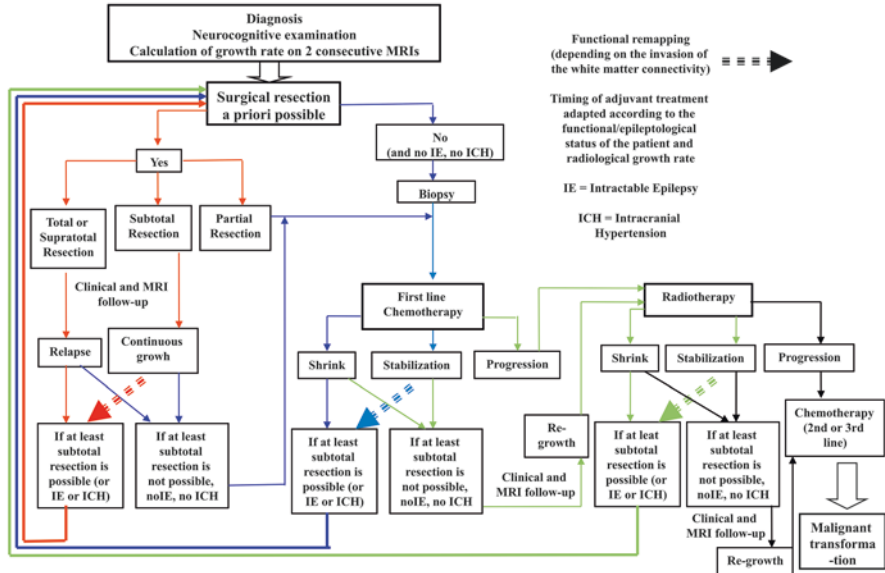 Diagnosis
Neurocognitive examination
Calculation of growth rate on 2 consecutive MRIs
Functional remapping
(depending on the invasion of
the white matter connectivity)
Timing of adjuvant treatment
adapted according to the
functional/epileptological
status of the patient and
radiological growth rate
IE = Intractable Epilepsy
ICH = Intracranial
Hypertension
Surgical resection
a priori possible
No
(and no IE, no ICH)
Yes
Biopsy
Total or
Supratotal
Resection
Subtotal
Resection
Partial
Resection
Clinical and MRI
follow-up
First line
Chemotherapy
Radiotherapy
Relapse
Continuous
growth
Shrink
Stabilization
Progression
Shrink
Stabilization
Progression
If at least
subtotal
resection is
possible (or
IE or ICH)
If at least
subtotal
resection is
not possible,
noIE, no ICH
If at least
subtotal
resection is
possible (or
IE or ICH)
If at least
subtotal
resection is
not possible,
noIE, no ICH
Re-
growth
Clinical and
MRI follow-up
If at leat
subtotal
resection is
possible (or
IE or ICH)
If at least
subtotal
resection is
not possible,
noIE, no ICH
Chemotherapy
(2nd or 3rd
line)
Clinical and
MRI follow-up
Re-growth
Malignant
transforma
-tion